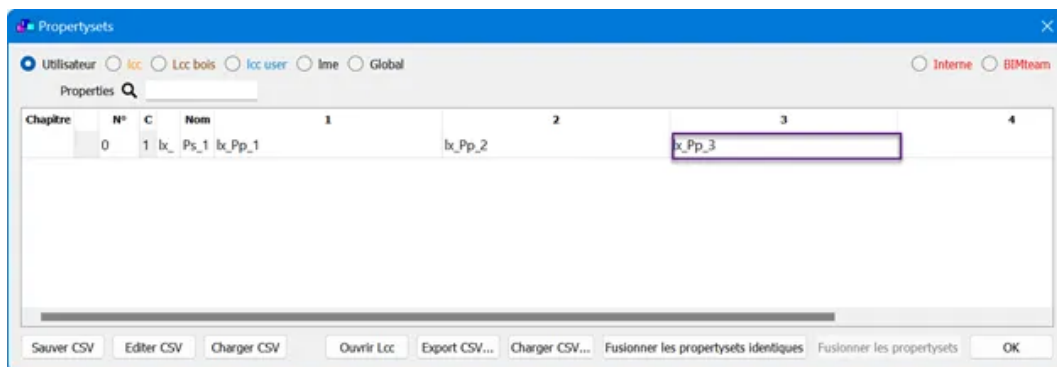 Propertysets
Utilisateur lcc Lcc bois lcc user Ime Global Interne BIMteam
Properties
Chapitre N° C Nom 1 2 3 4
0 1 lx_ Ps_1 lx_Pp_1 lx_Pp_2 lx_Pp_3
Sauver CSV Editer CSV Charger CSV Ouvrir Lcc Export CSV... Charger CSV... Fusionner les propertysets identiques Fusionner les propertysets OK